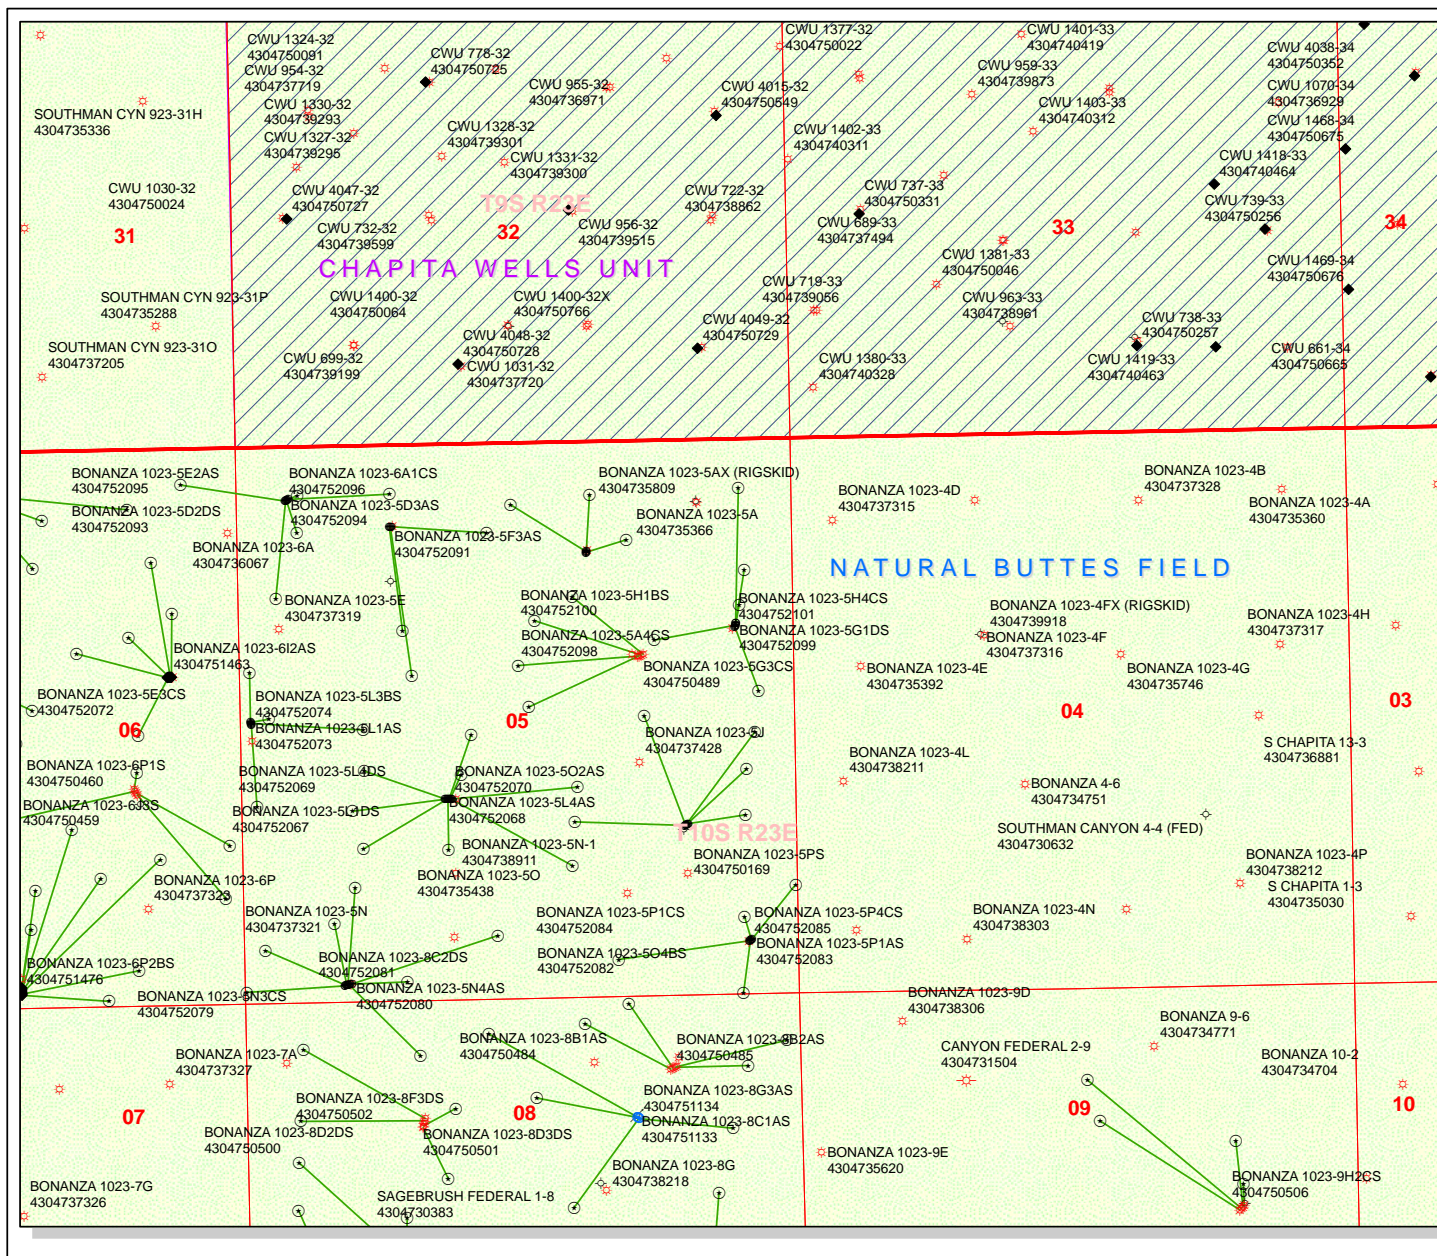 CWU 1324-32
4304750091
CWU 954-32
4304737719
CWU 1330-32
4304739293
CWU 1327-32
4304739295
CWU 778-32
4304750725
32
CWU 955-32
4304736971
CWU 1328-32
4304739301
CWU 1331-32
4304739300
CWU 4015-32
4304750549
CWU 1377-32
4304750022
CWU 1402-33
4304740311
CWU 1401-33
4304740419
CWU 959-33
4304739873
CWU 1403-33
4304740312
CWU 4038-34
4304750352
CWU 1070-34
4304736929
CWU 1468-34
4304750675
CWU 1418-33
4304740464
CWU 739-33
4304750256
SOUTHMAN CYN 923-31H
4304735336
CWU 1030-32
4304750024
31
CWU 4047-32
4304750727
CWU 732-32
4304739599
T9S R23E
32
CWU 956-32
4304739515
CWU 722-32
4304738862
CWU 737-33
4304750331
CWU 689-33
4304737494
33
34
CWU 1381-33
4304750046
CWU 1469-34
4304750676
CHAPITA WELLS UNIT
SOUTHMAN CYN 923-31P
4304735288
SOUTHMAN CYN 923-31O
4304737205
CWU 1400-32
4304750064
CWU 699-32
4304739199
CWU 1400-32X
4304750766
CWU 4048-32
4304750728
CWU 1031-32
4304737720
CWU 4049-32
4304750729
CWU 719-33
4304739056
CWU 1380-33
4304740328
CWU 963-33
4304738961
CWU 738-33
4304750257
CWU 1419-33
4304740463
CWU 661-34
4304750665
BONANZA 1023-5E2AS
4304752095
BONANZA 1023-5D2DS
4304752093
BONANZA 1023-6A1CS
4304752096
BONANZA 1023-5D3AS
4304752094
BONANZA 1023-6A
4304736067
BONANZA 1023-5F3AS
4304752091
BONANZA 1023-5AX (RIGSKID)
4304735809
BONANZA 1023-5A
4304735366
BONANZA 1023-4D
4304737315
BONANZA 1023-4B
4304737328
BONANZA 1023-4A
4304735360
NATURAL BUTTES FIELD
BONANZA 1023-5E
4304737319
BONANZA 1023-5H1BS
4304752100
BONANZA 1023-5A4CS
4304752098
BONANZA 1023-5G3CS
4304750489
BONANZA 1023-5H4CS
4304752101
BONANZA 1023-5G1DS
4304752099
BONANZA 1023-4FX (RIGSKID)
4304739918
BONANZA 1023-4F
4304737316
BONANZA 1023-4E
4304735392
BONANZA 1023-4G
4304735746
BONANZA 1023-4H
4304737317
BONANZA 1023-6I2AS
4304751463
BONANZA 1023-5E3CS
4304752072
06
BONANZA 1023-5L3BS
4304752074
BONANZA 1023-6L1AS
4304752073
05
04
03
BONANZA 1023-5J
4304737428
BONANZA 1023-4L
4304738211
S CHAPITA 13-3
4304736881
BONANZA 4-6
4304734751
SOUTHMAN CANYON 4-4 (FED)
4304730632
BONANZA 1023-6P1S
4304750460
BONANZA 1023-6J3S
4304750459
BONANZA 1023-5L4DS
4304752069
BONANZA 1023-5L1DS
4304752067
BONANZA 1023-5O2AS
4304752070
BONANZA 1023-5L4AS
4304752068
BONANZA 1023-5N-1
4304738911
BONANZA 1023-5O
4304735438
T10S R23E
BONANZA 1023-5PS
4304750169
BONANZA 1023-4P
4304738212
S CHAPITA 1-3
4304735030
BONANZA 1023-6P
4304737323
BONANZA 1023-5N
4304737321
BONANZA 1023-5P1CS
4304752084
BONANZA 1023-5O4BS
4304752082
BONANZA 1023-5P4CS
4304752085
BONANZA 1023-5P1AS
4304752083
BONANZA 1023-4N
4304738303
BONANZA 1023-6P2BS
4304751476
BONANZA 1023-8C2DS
4304752081
BONANZA 1023-5N4AS
4304752080
BONANZA 1023-5N3CS
4304752079
BONANZA 1023-9D
4304738306
BONANZA 9-6
4304734771
BONANZA 1023-7A
4304737327
BONANZA 1023-8B1AS
4304750484
BONANZA 1023-8B2AS
4304750485
CANYON FEDERAL 2-9
4304731504
BONANZA 10-2
4304734704
07
BONANZA 1023-8F3DS
4304750502
BONANZA 1023-8D2DS
4304750500
BONANZA 1023-8D3DS
4304750501
08
BONANZA 1023-8G3AS
4304751134
BONANZA 1023-8C1AS
4304751133
09
10
BONANZA 1023-9E
4304735620
BONANZA 1023-7G
4304737326
SAGEBRUSH FEDERAL 1-8
4304730383
BONANZA 1023-8G
4304738218
BONANZA 1023-9H2CS
4304750506